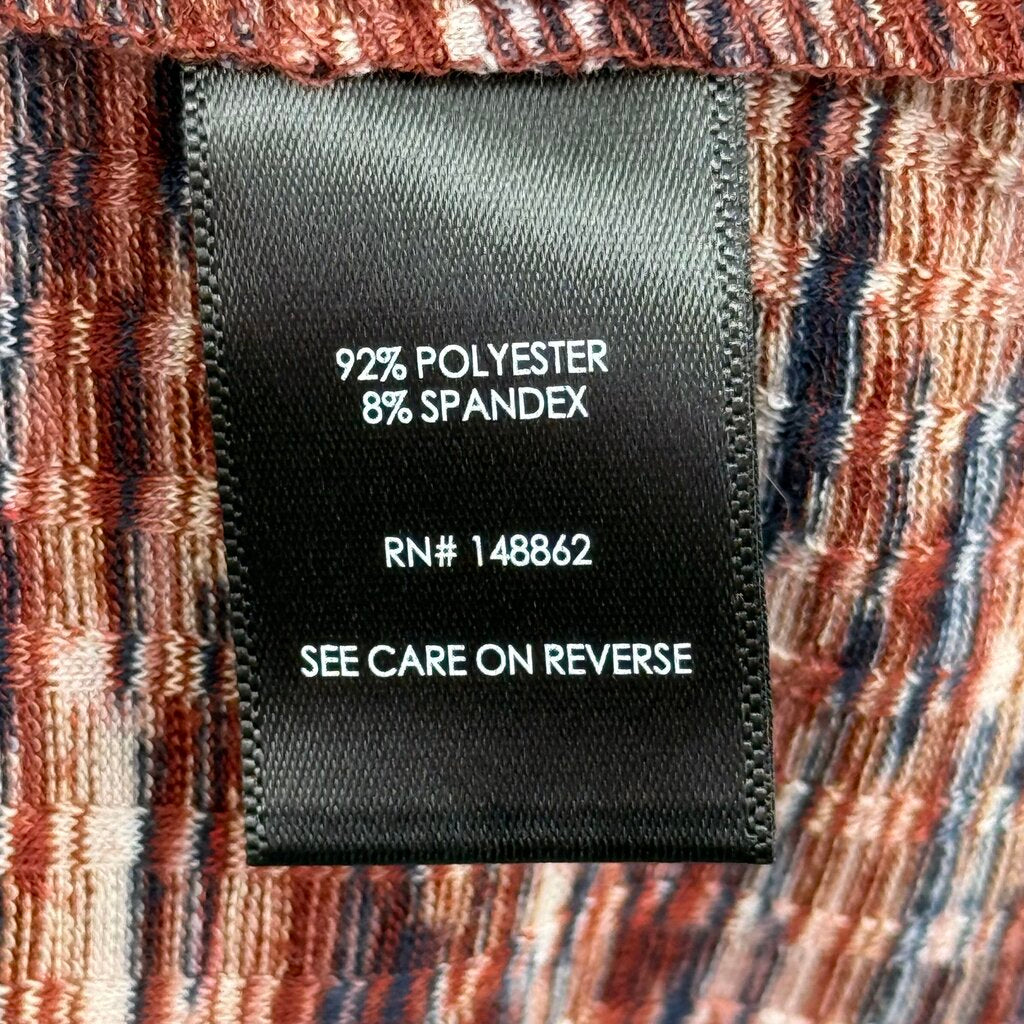 92% POLYESTER
8% SPANDEX
RN# 148862
SEE CARE ON REVERSE